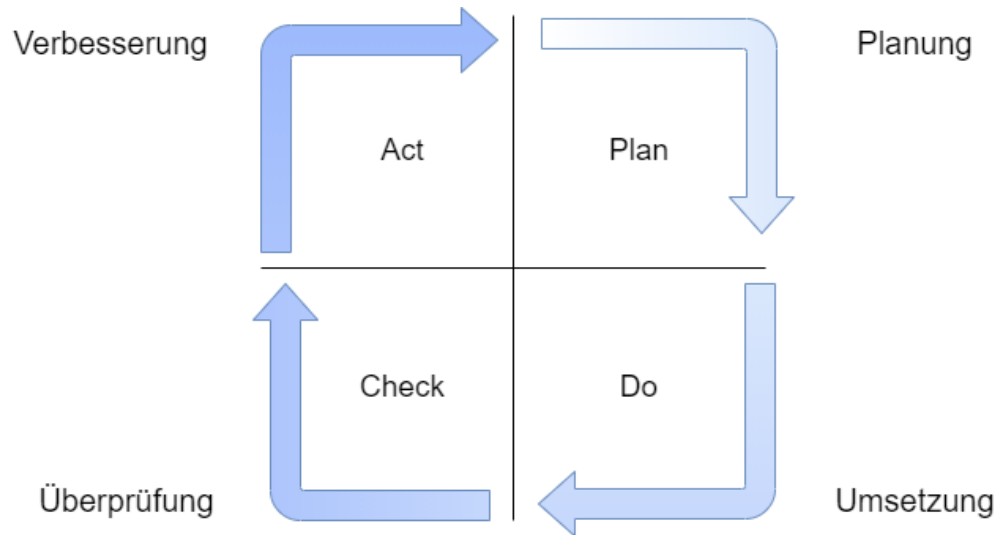 Verbesserung
Planung
Act
Plan
Check
Do
Überprüfung
Umsetzung